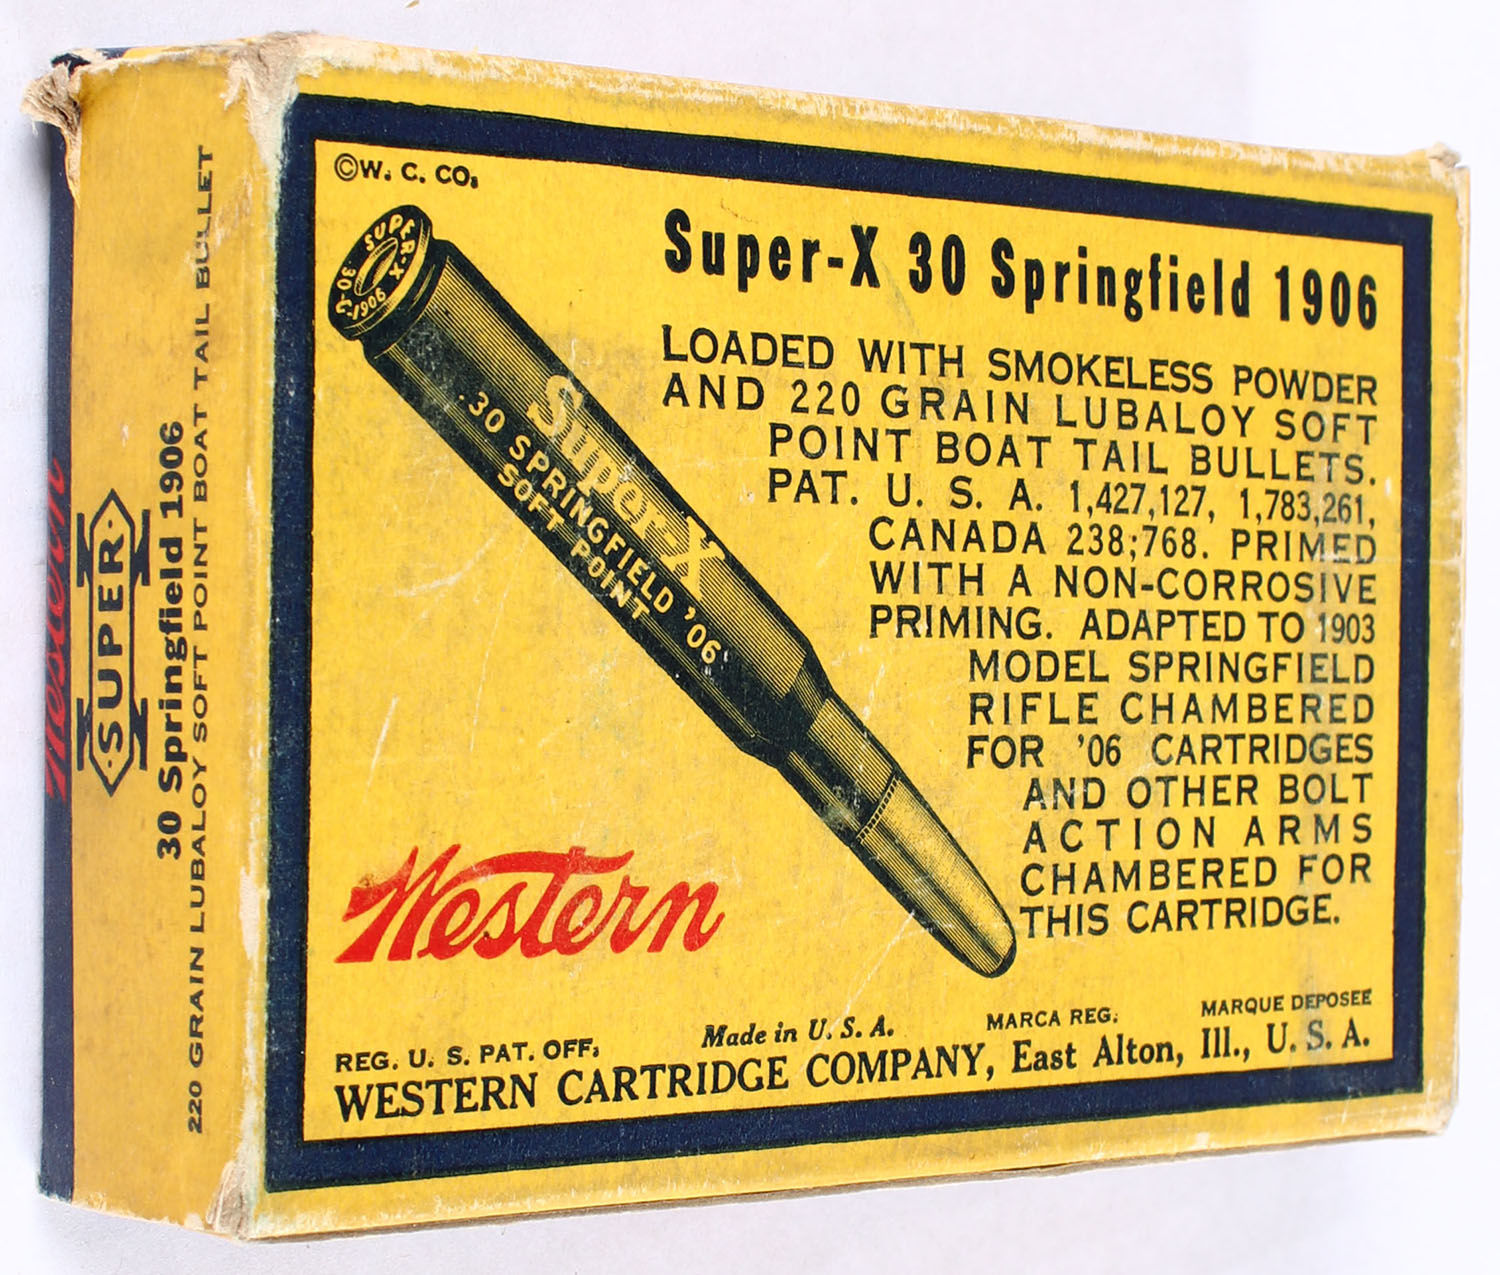 ©W. C. CO.
SUPER-X
30-G
1906
Super-X
.30 SPRINGFIELD '06
SOFT POINT
Super-X 30 Springfield 1906
LOADED WITH SMOKELESS POWDER
AND 220 GRAIN LUBALOY SOFT
POINT BOAT TAIL BULLETS.
PAT. U. S. A. 1,427,127, 1,783,261,
CANADA 238;768. PRIMED
WITH A NON-CORROSIVE
PRIMING. ADAPTED TO 1903
MODEL SPRINGFIELD
RIFLE CHAMBERED
FOR '06 CARTRIDGES
AND OTHER BOLT
ACTION ARMS
CHAMBERED FOR
THIS CARTRIDGE.
Western
REG. U. S. PAT. OFF.
Made in U. S. A.
MARCA REG.
MARQUE DEPOSEE
WESTERN CARTRIDGE COMPANY, East Alton, Ill., U. S. A.
Western
·SUPER·
X
30 Springfield 1906
220 GRAIN LUBALOY SOFT POINT BOAT TAIL BULLET